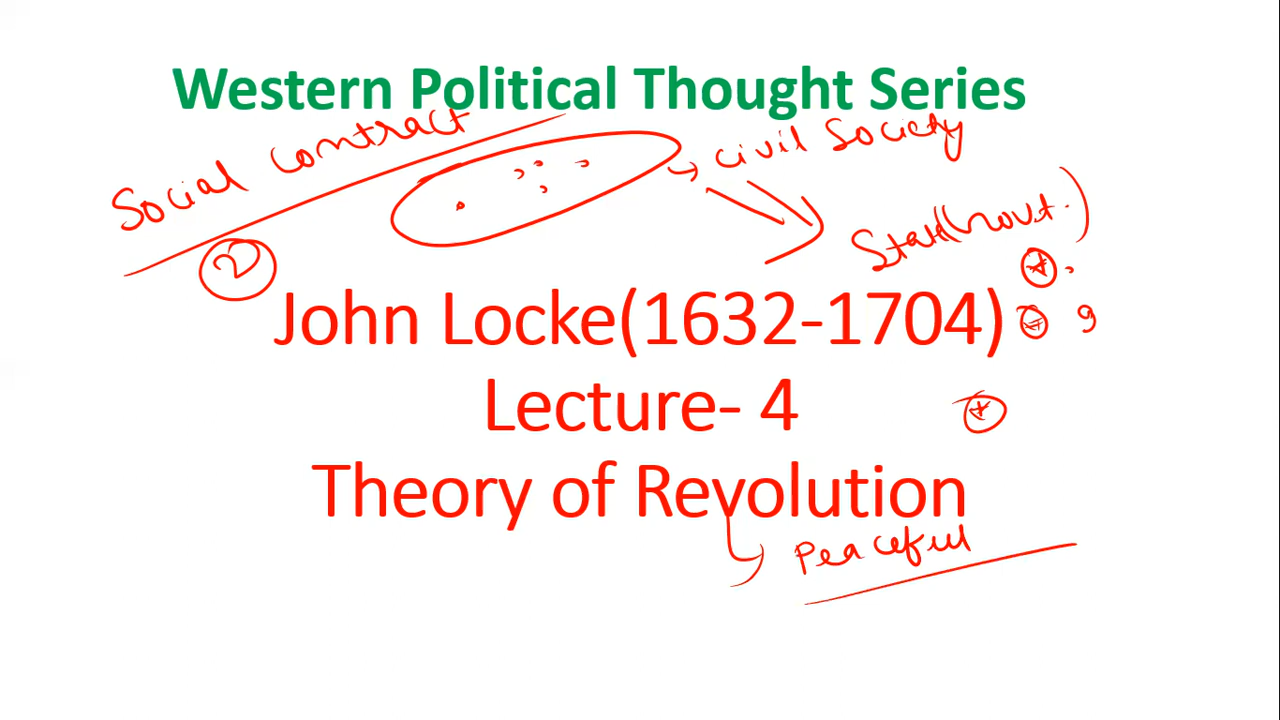 Western Political Thought Series
Social contract
civil Society
State(Govt.)
2
John Locke(1632-1704)
Lecture- 4
Theory of Revolution
Peaceful